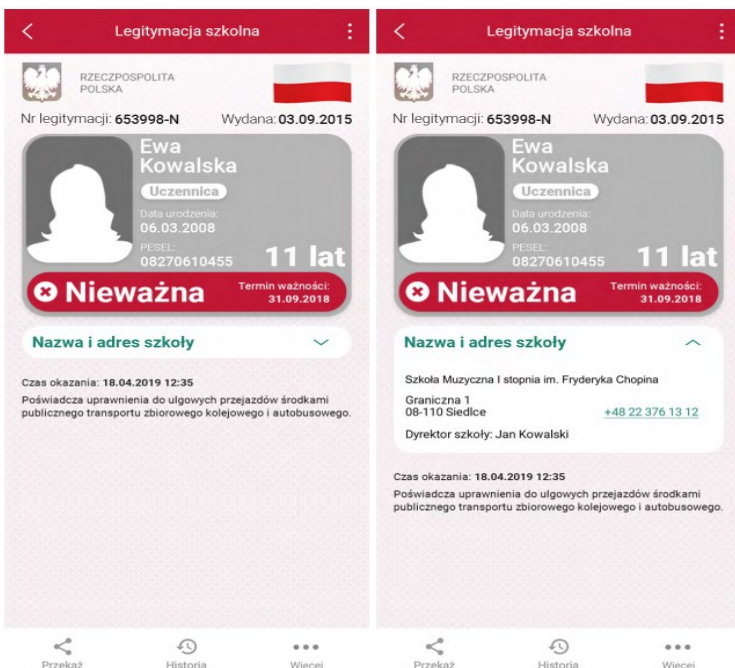 Legitymacja szkolna
RZECZPOSPOLITA
POLSKA
Nr legitymacji: 653998-N Wydana: 03.09.2015
Ewa
Kowalska
Uczennica
Data urodzenia:
06.03.2008
PESEL:
08270610455
11 lat
Nieważna
Termin ważności:
31.09.2018
Nazwa i adres szkoły
Czas okazania: 18.04.2019 12:35
Poświadcza uprawnienia do ulgowych przejazdów środkami
publicznego transportu zbiorowego kolejowego i autobusowego.
Przekaż Historia Więcej
Legitymacja szkolna
RZECZPOSPOLITA
POLSKA
Nr legitymacji: 653998-N Wydana: 03.09.2015
Ewa
Kowalska
Uczennica
Data urodzenia:
06.03.2008
PESEL:
08270610455
11 lat
Nieważna
Termin ważności:
31.09.2018
Nazwa i adres szkoły
Szkoła Muzyczna I stopnia im. Fryderyka Chopina
Graniczna 1
08-110 Siedlce +48 22 376 13 12
Dyrektor szkoły: Jan Kowalski
Czas okazania: 18.04.2019 12:35
Poświadcza uprawnienia do ulgowych przejazdów środkami
publicznego transportu zbiorowego kolejowego i autobusowego.
Przekaż Historia Więcej